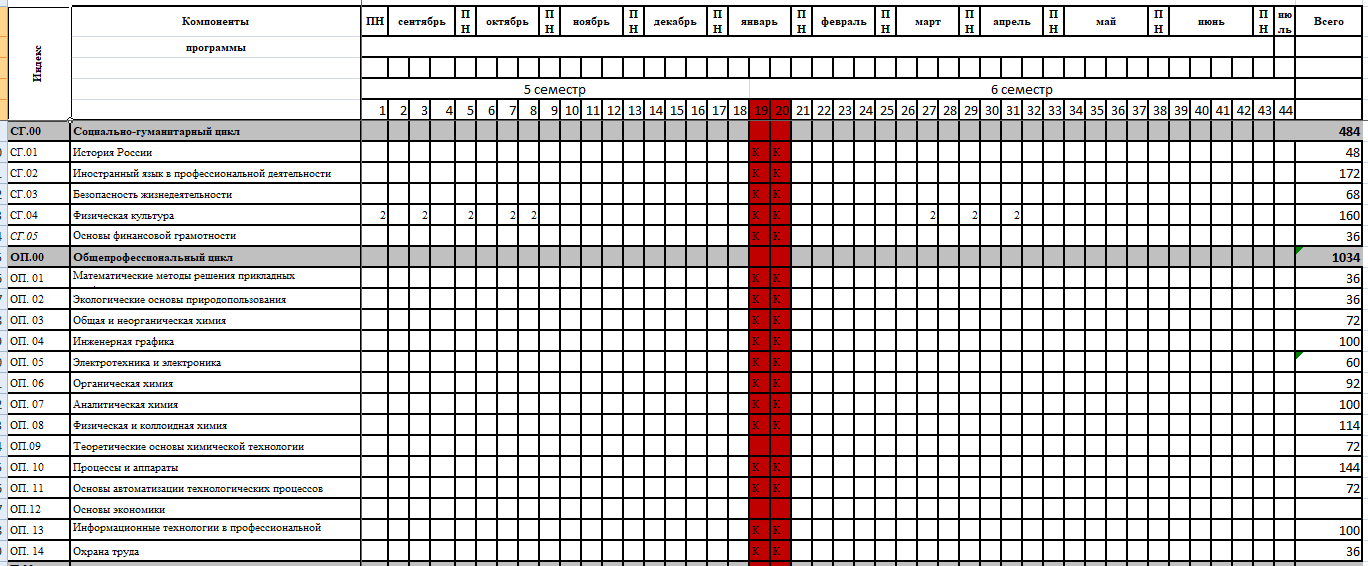 Индекс
Компоненты
ПН сентябрь ПН октябрь ПН ноябрь ПН декабрь ПН январь ПН февраль ПН март ПН апрель ПН май ПН июнь ПН июль Всего
программы
5 семестр 6 семестр
1 2 3 4 5 6 7 8 9 10 11 12 13 14 15 16 17 18 19 20 21 22 23 24 25 26 27 28 29 30 31 32 33 34 35 36 37 38 39 40 41 42 43 44
СГ.00 Социально-гуманитарный цикл 484
СГ.01 История России К К 48
СГ.02 Иностранный язык в профессиональной деятельности К К 172
СГ.03 Безопасность жизнедеятельности К К 68
СГ.04 Физическая культура 2 2 2 2 2 К К 2 2 2 160
СГ.05 Основы финансовой грамотности К К 36
ОП.00 Общепрофессиональный цикл 1034
ОП. 01 Математические методы решения прикладных К К 36
ОП. 02 Экологические основы природопользования К К 36
ОП. 03 Общая и неорганическая химия К К 72
ОП. 04 Инженерная графика К К 100
ОП. 05 Электротехника и электроника К К 60
ОП. 06 Органическая химия К К 92
ОП. 07 Аналитическая химия К К 100
ОП. 08 Физическая и коллоидная химия К К 114
ОП.09 Теоретические основы химической технологии 72
ОП. 10 Процессы и аппараты К К 144
ОП. 11 Основы автоматизации технологических процессов К К 72
ОП.12 Основы экономики
ОП. 13 Информационные технологии в профессиональной К К 100
ОП. 14 Охрана труда К К 36